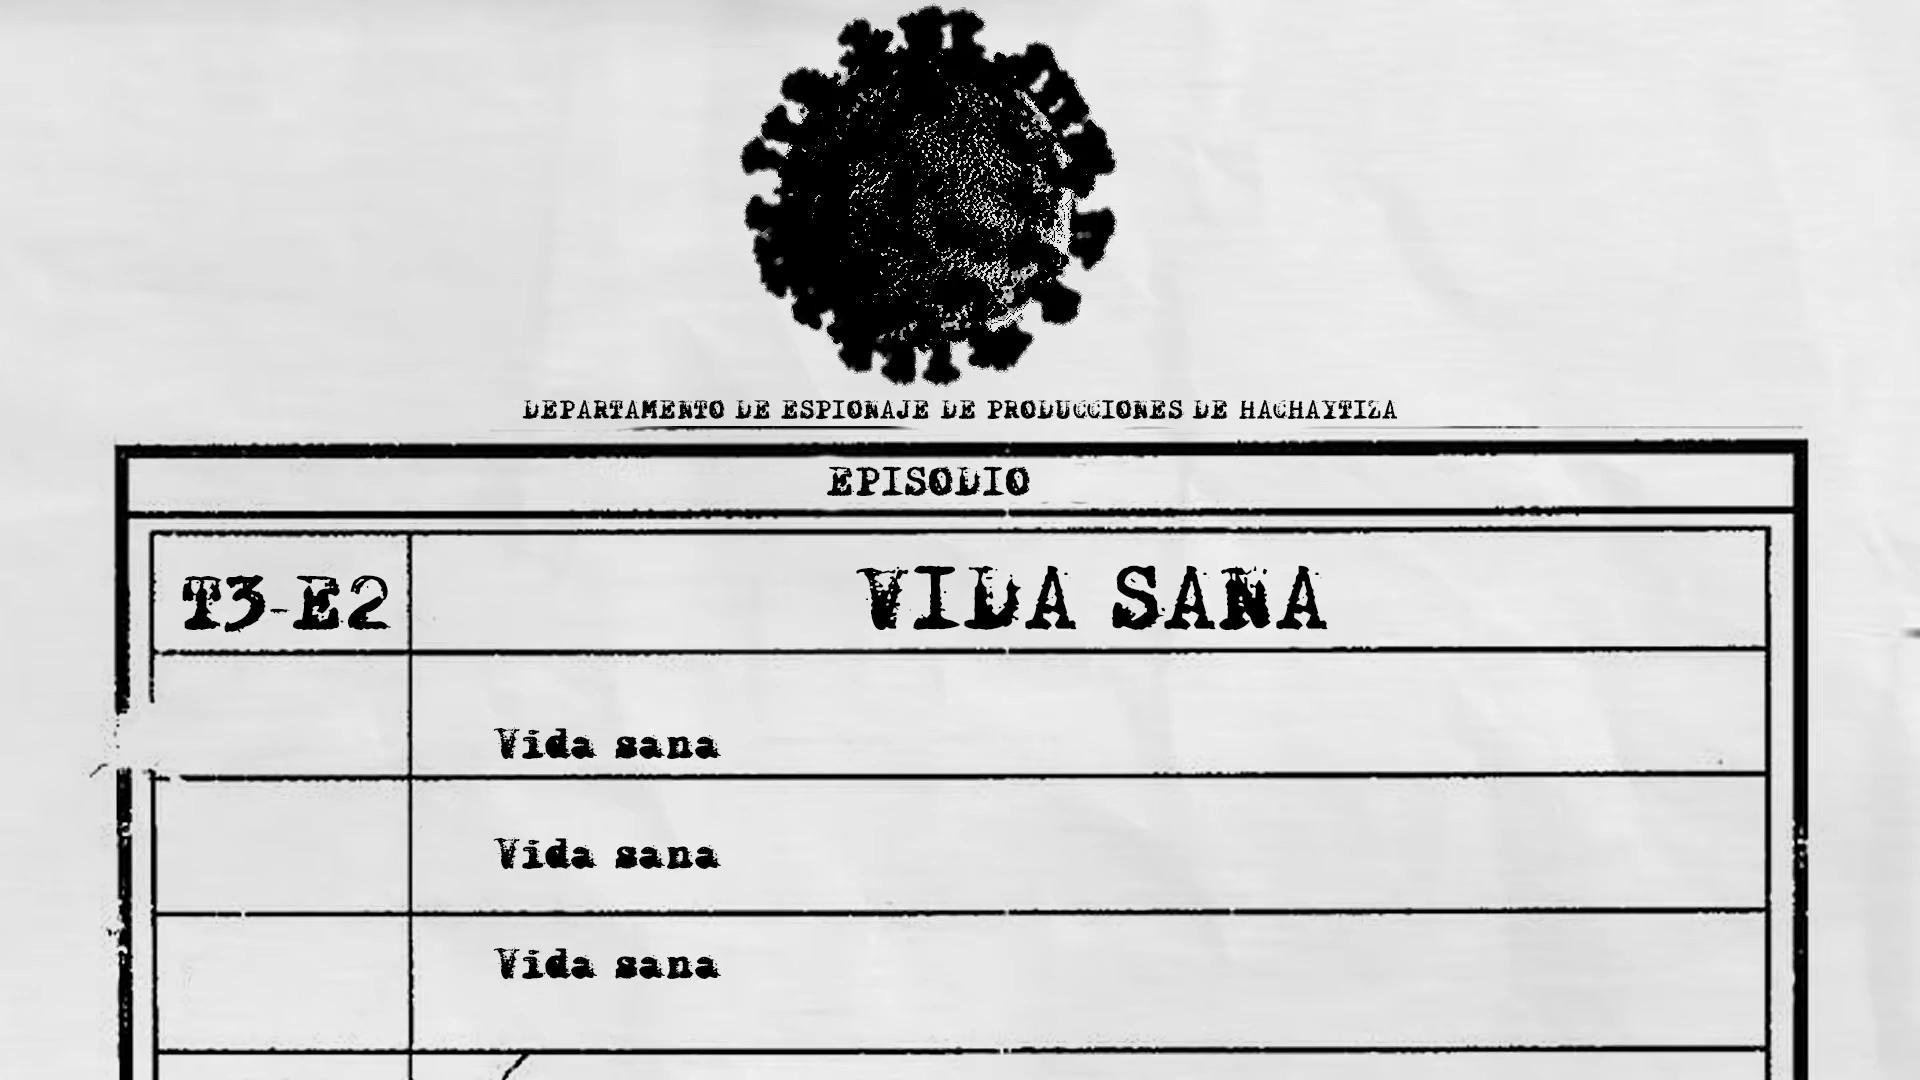 DEPARTAMENTO DE ESPIONAJE DE PRODUCCIONES DE HACHAYTIZA
EPISODIO
T3-E2 VIDA SANA
Vida sana
Vida sana
Vida sana